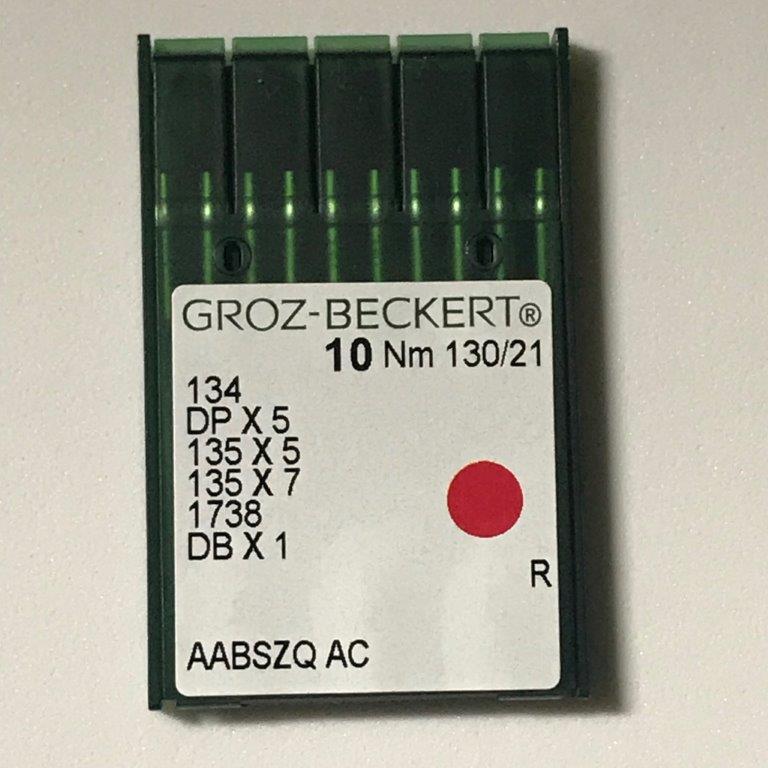 GROZ-BECKERT®
10 Nm 130/21
134
DP X 5
135 X 5
135 X 7
1738
DB X 1
R
AABSZQ AC